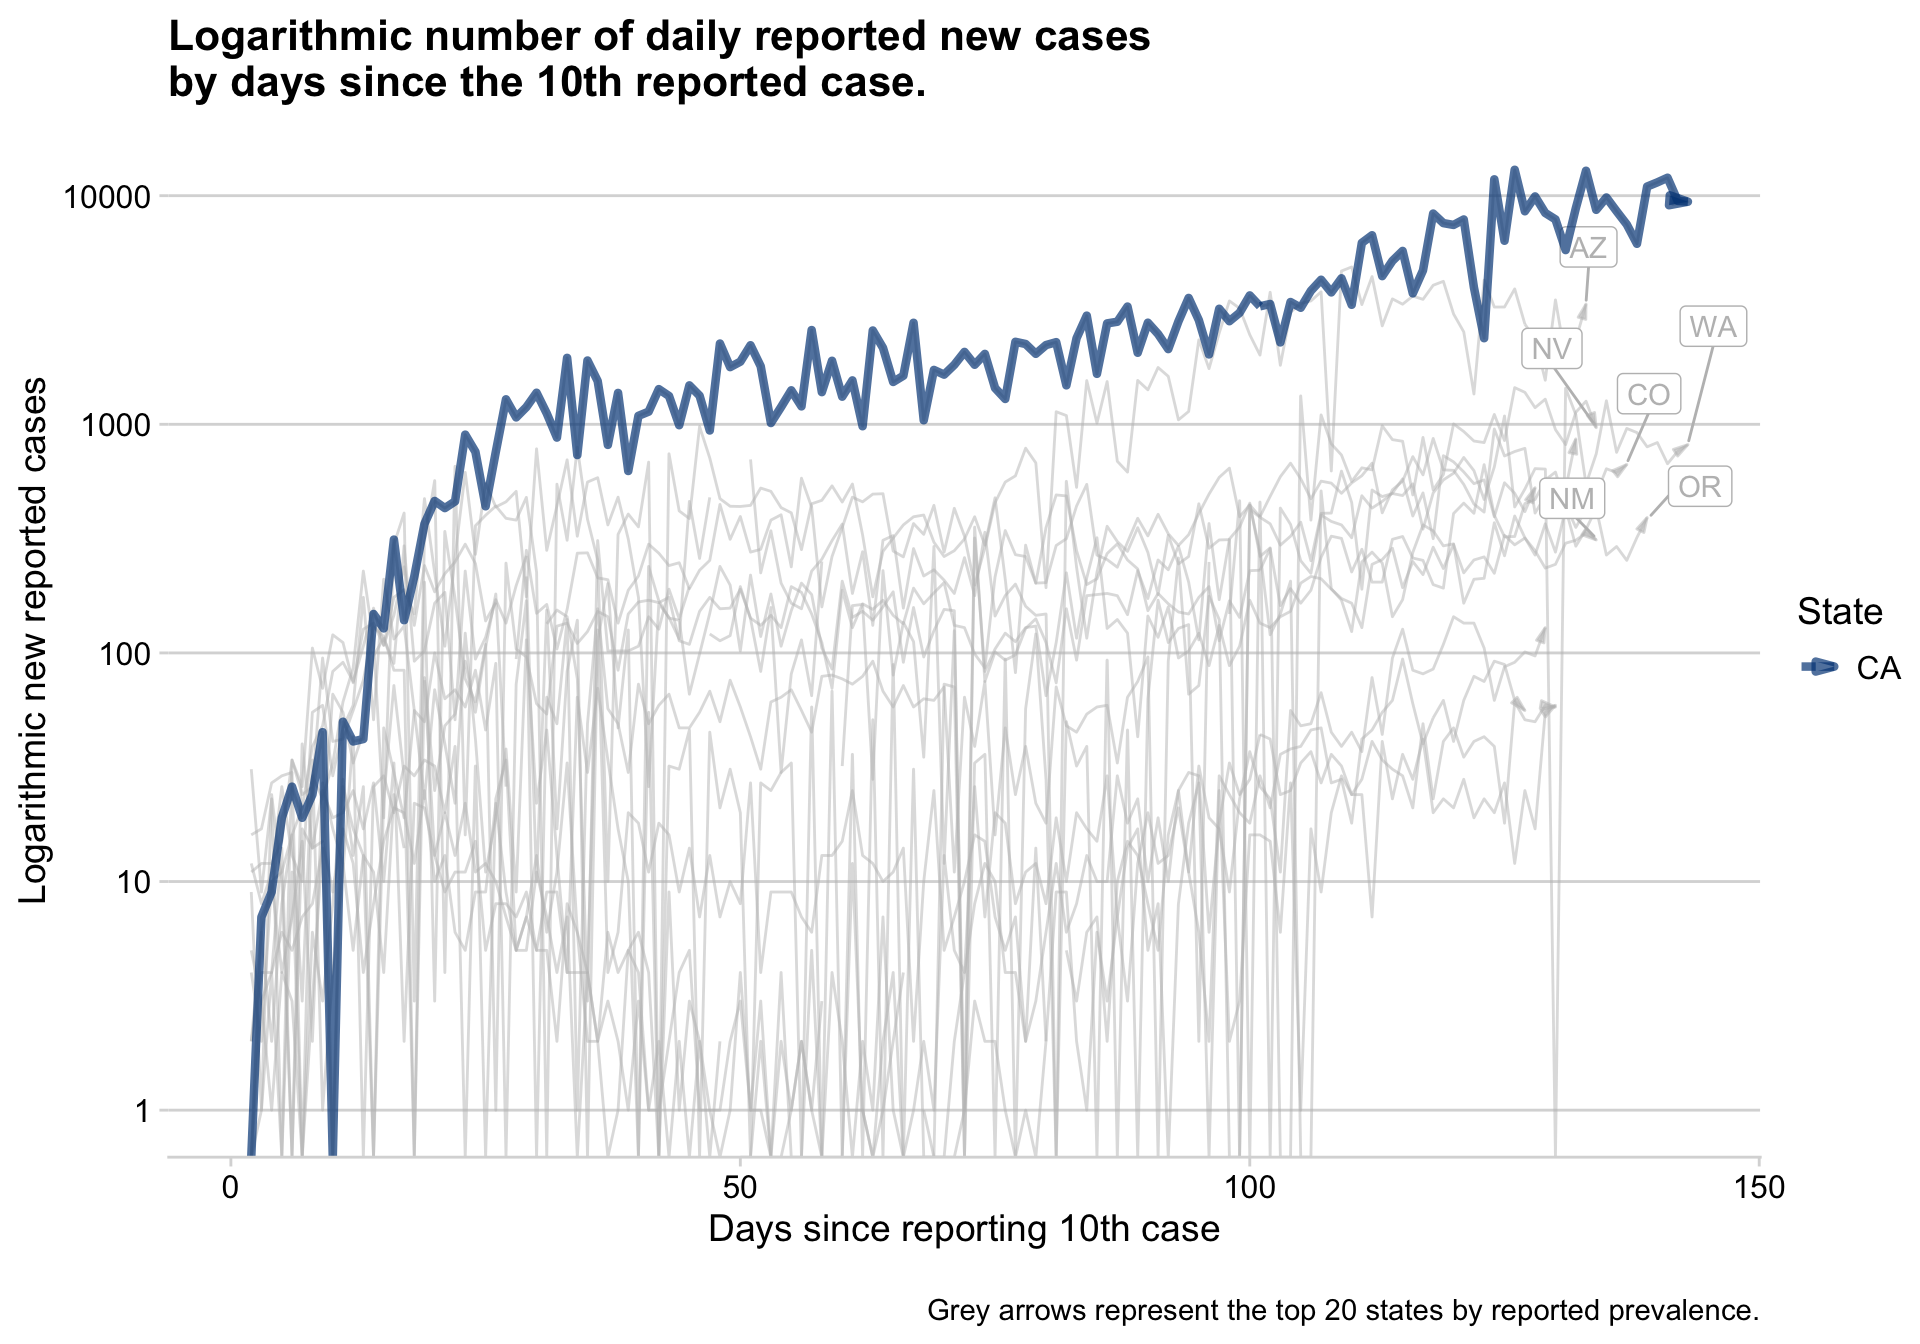 Logarithmic number of daily reported new cases
by days since the 10th reported case.
Logarithmic new reported cases
10000
1000
100
10
1
AZ
WA
NV
CO
NM
OR
State
CA
0
50
100
150
Days since reporting 10th case
Grey arrows represent the top 20 states by reported prevalence.